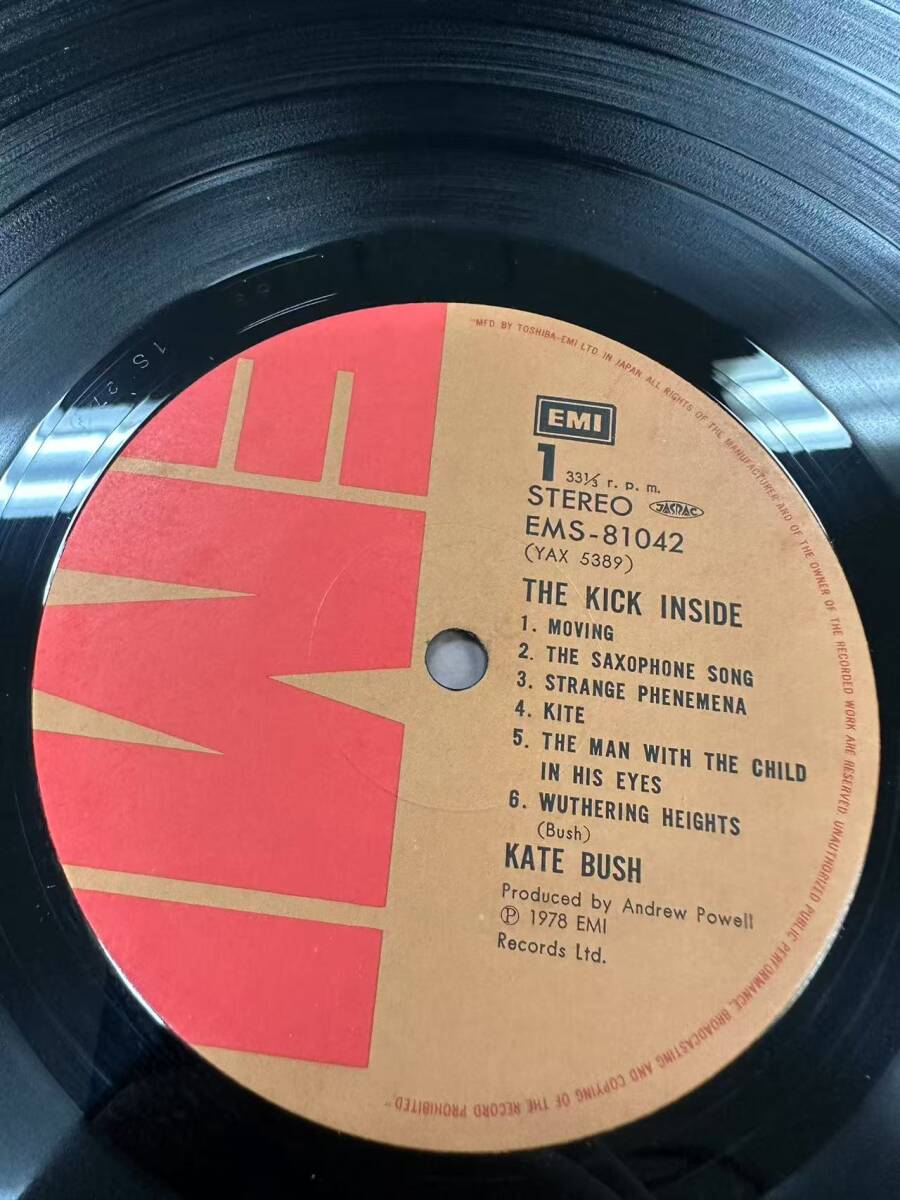 EMI
1
33⅓ r. p. m.
STEREO JASRAC
EMS-81042
(YAX 5389)
THE KICK INSIDE
1. MOVING
2. THE SAXOPHONE SONG
3. STRANGE PHENEMENA
4. KITE
5. THE MAN WITH THE CHILD
IN HIS EYES
6. WUTHERING HEIGHTS
(Bush)
KATE BUSH
Produced by Andrew Powell
Ⓟ 1978 EMI
Records Ltd.
"MFD. BY TOSHIBA-EMI LTD. IN JAPAN ALL RIGHTS OF THE MANUFACTURER AND OF THE OWNER OF THE RECORDED WORK ARE RESERVED. UNAUTHORIZED PUBLIC PERFORMANCE, BROADCASTING AND COPYING OF THE RECORD PROHIBITED"
EMI